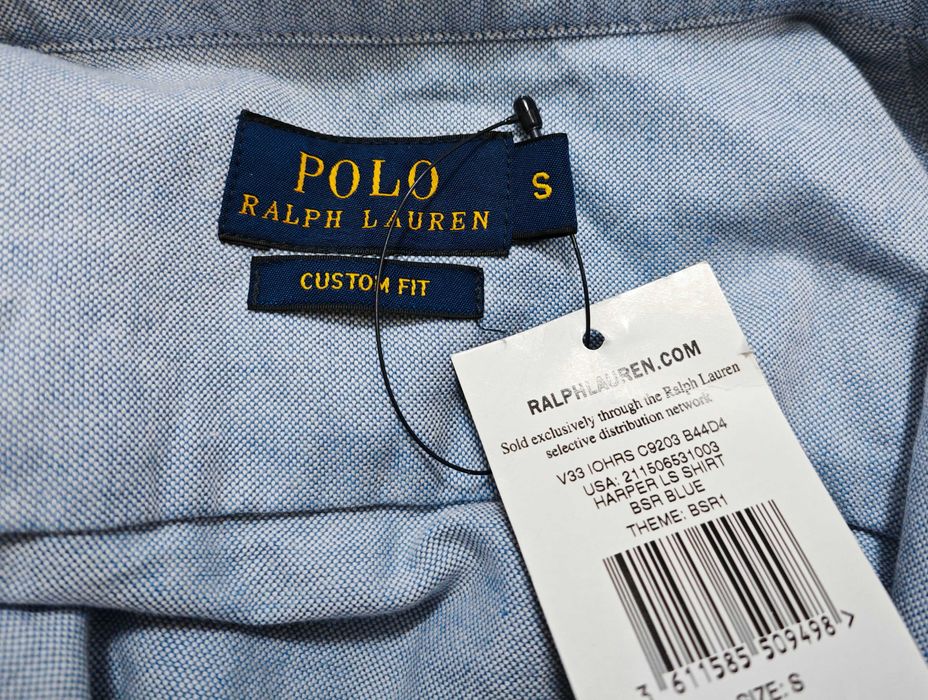 POLO
RALPH LAUREN
S
CUSTOM FIT
RALPHLAUREN.COM
Sold exclusively through the Ralph Lauren
selective distribution network
V33 IOHRS C9203 B44D4
USA: 211506531003
HARPER LS SHIRT
BSR BLUE
THEME: BSR1
3 611585 509498 >
SIZE: S